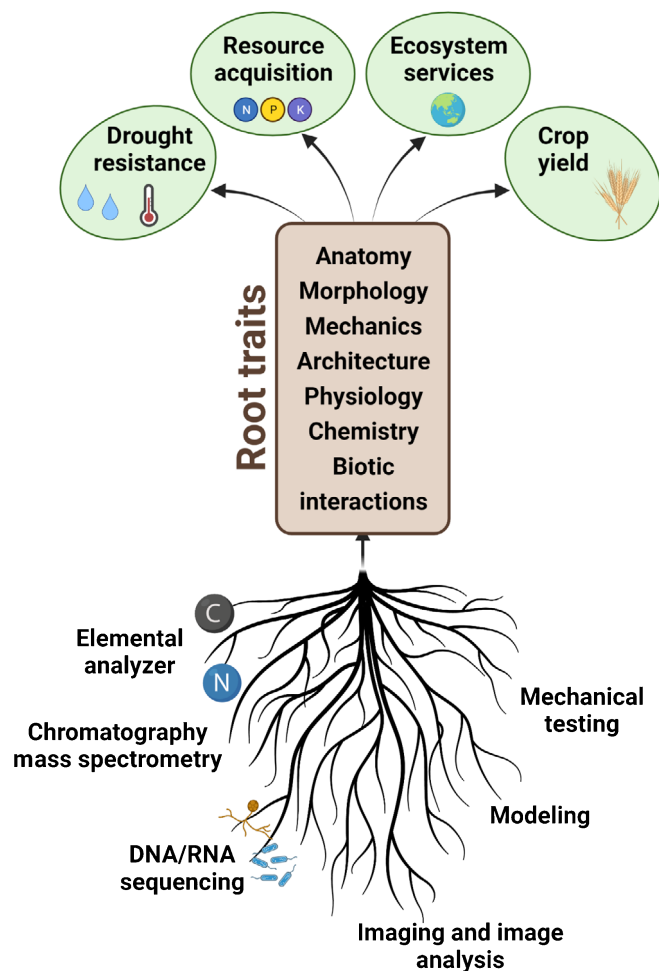 Resource
acquisition
N P K
Ecosystem
services
Drought
resistance
Crop
yield
Root traits
Anatomy
Morphology
Mechanics
Architecture
Physiology
Chemistry
Biotic
interactions
C
Elemental
analyzer
N
Chromatography
mass spectrometry
DNA/RNA
sequencing
Imaging and image
analysis
Modeling
Mechanical
testing